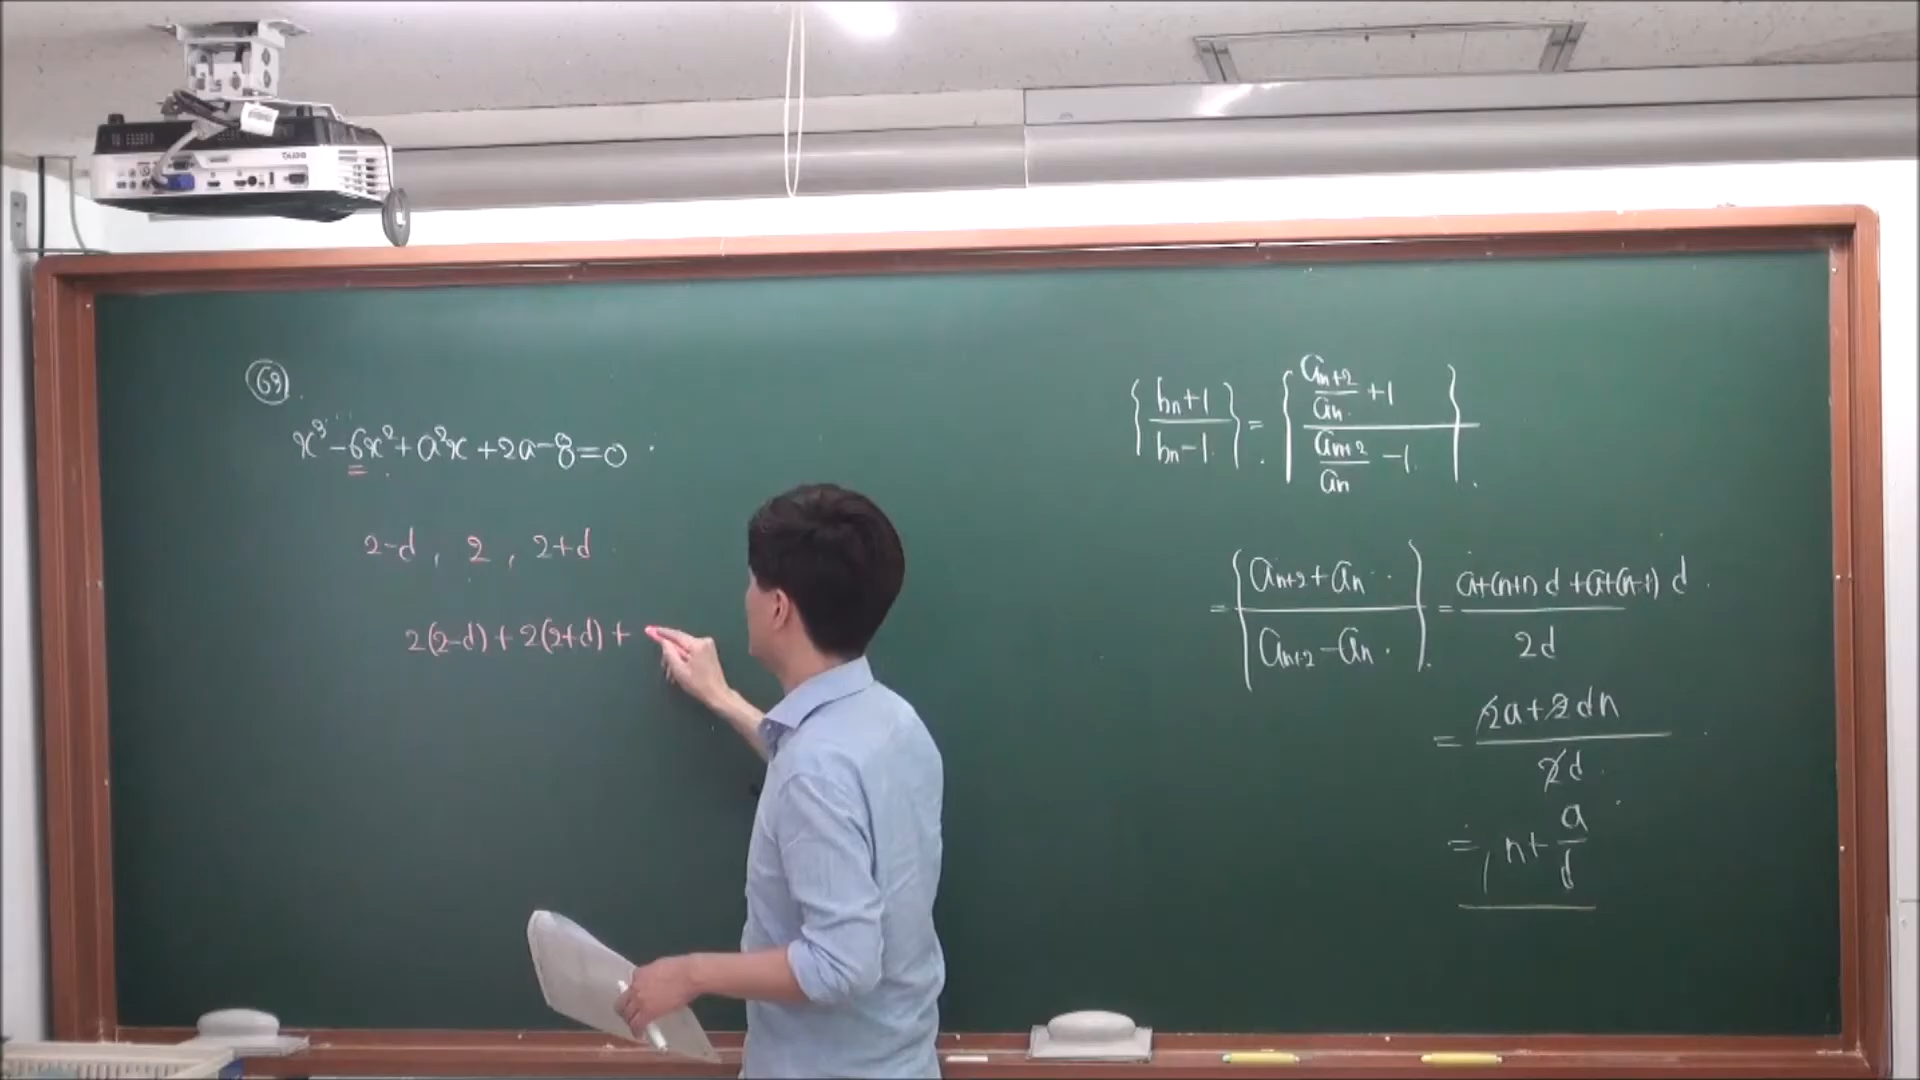 69
x³-6x²+a²x+2a-8=0
2-d, 2, 2+d
2(2-d)+2(2+d)+
{(bn+1)/(bn-1)} = {(an+2/an +1)/(an+2/an -1)}
= {(an+2+an)/(an+2-an)} = (a+(n+1)d+a+(n-1)d)/2d
= (2a+2dn)/2d
= n+a/d